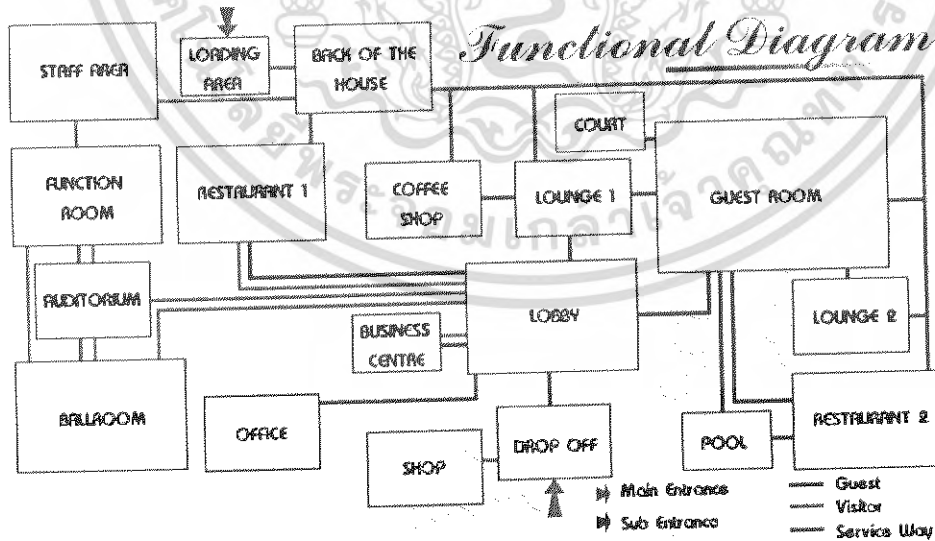 Functional Diagram
STAFF AREA
LOADING
AREA
BACK OF THE
HOUSE
COURT
FUNCTION
ROOM
RESTAURANT 1
COFFEE
SHOP
LOUNGE 1
GUEST ROOM
AUDITORIUM
LOBBY
LOUNGE 2
BUSINESS
CENTRE
BALLROOM
OFFICE
SHOP
DROP OFF
POOL
RESTAURANT 2
Main Entrance
Sub Entrance
Guest
Visitor
Service Way